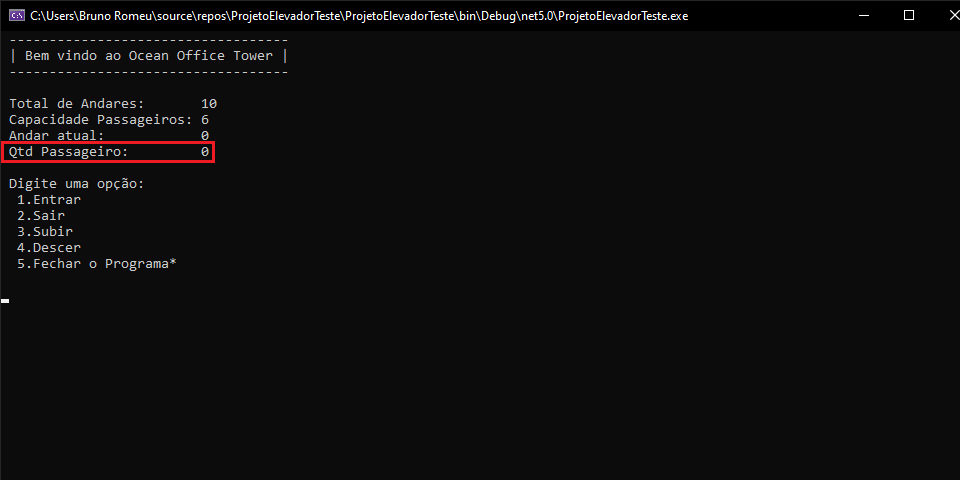 C:\Users\Bruno Romeu\source\repos\ProjetoElevadorTeste\ProjetoElevadorTeste\bin\Debug\net5.0\ProjetoElevadorTeste.exe
-----------------------------------
| Bem vindo ao Ocean Office Tower |
-----------------------------------
Total de Andares:       10
Capacidade Passageiros: 6
Andar atual:            0
Qtd Passageiro:         0
Digite uma opção:
 1.Entrar
 2.Sair
 3.Subir
 4.Descer
 5.Fechar o Programa*